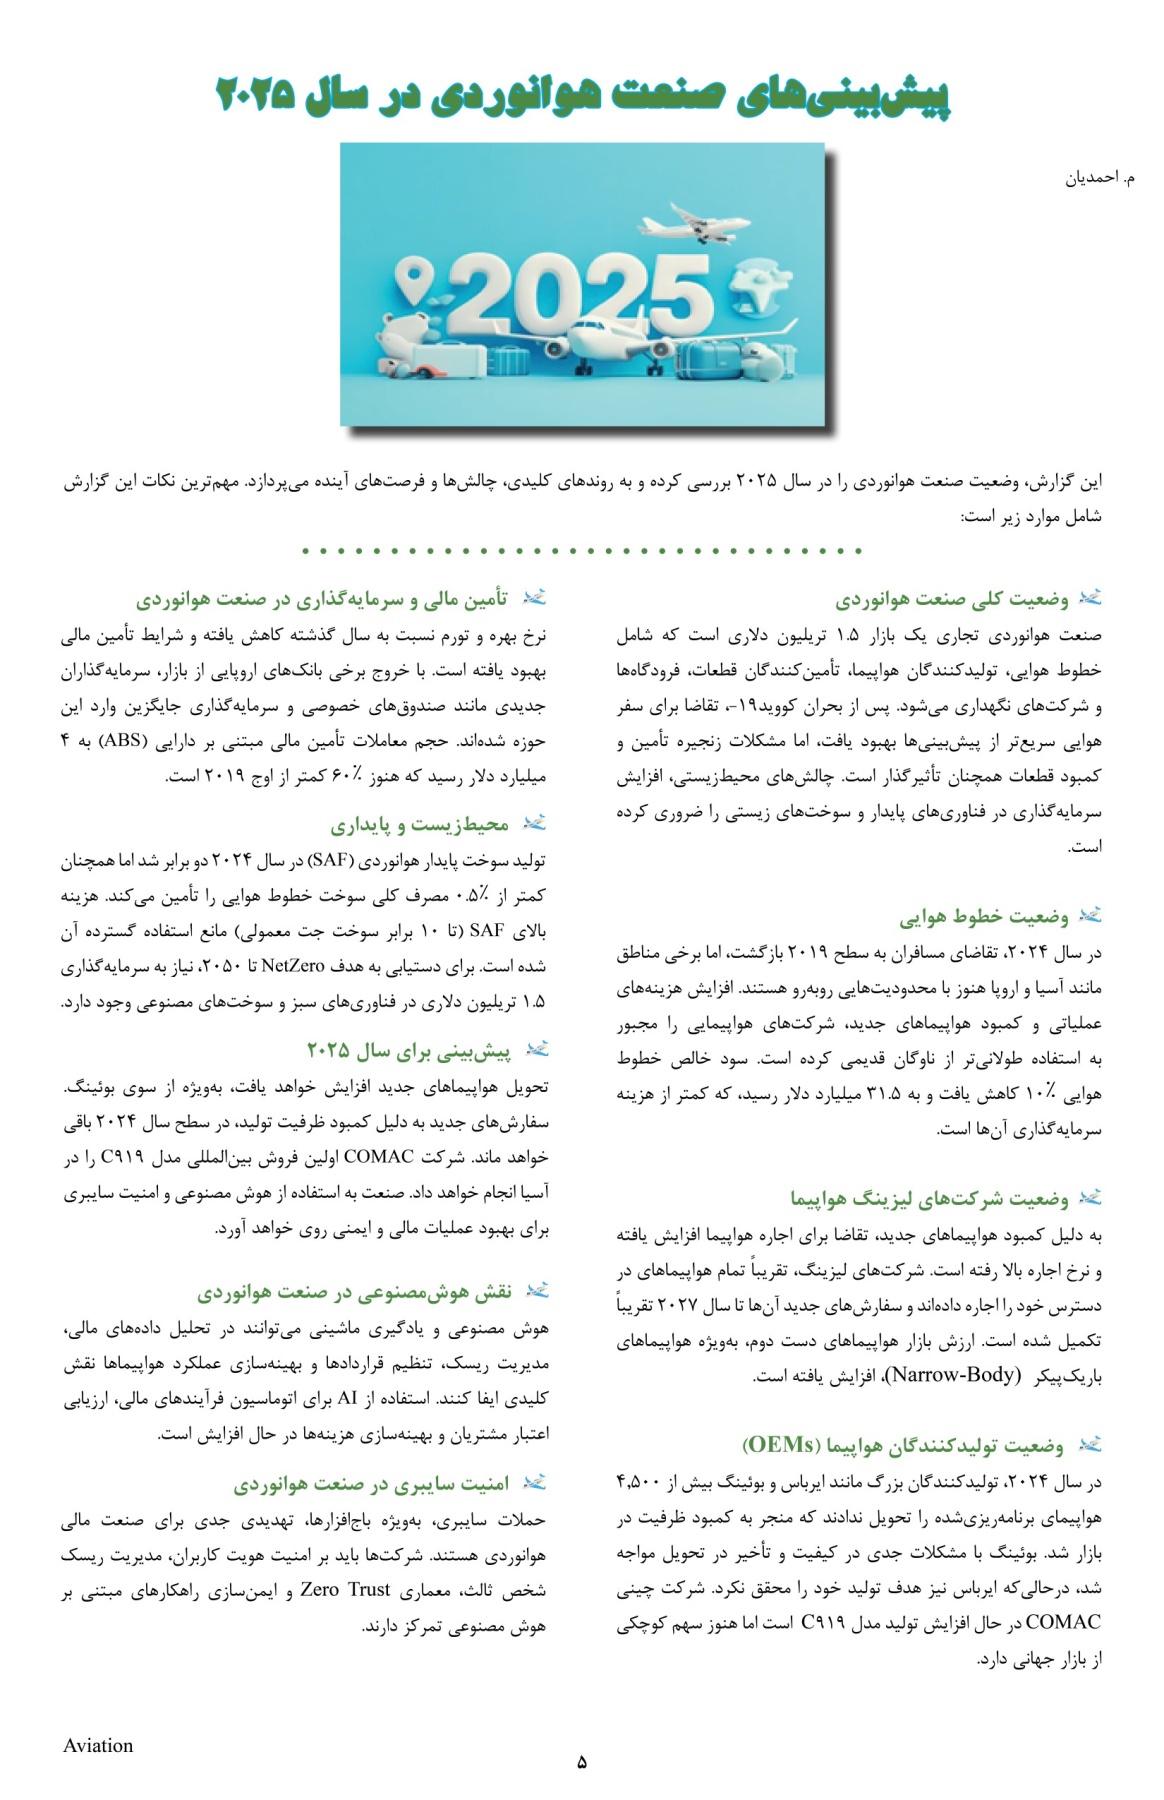 پیش‌بینی‌های صنعت هوانوردی در سال ۲۰۲۵
م. احمدیان
2025
این گزارش، وضعیت صنعت هوانوردی را در سال ۲۰۲۵ بررسی کرده و به روندهای کلیدی، چالش‌ها و فرصت‌های آینده می‌پردازد. مهم‌ترین نکات این گزارش
شامل موارد زیر است:
وضعیت کلی صنعت هوانوردی
صنعت هوانوردی تجاری یک بازار ۱.۵ تریلیون دلاری است که شامل
خطوط هوایی، تولیدکنندگان هواپیما، تأمین‌کنندگان قطعات، فرودگاه‌ها
و شرکت‌های نگهداری می‌شود. پس از بحران کووید۱۹-، تقاضا برای سفر
هوایی سریع‌تر از پیش‌بینی‌ها بهبود یافت، اما مشکلات زنجیره تأمین و
کمبود قطعات همچنان تأثیرگذار است. چالش‌های محیط‌زیستی، افزایش
سرمایه‌گذاری در فناوری‌های پایدار و سوخت‌های زیستی را ضروری کرده
است.
وضعیت خطوط هوایی
در سال ۲۰۲۴، تقاضای مسافران به سطح ۲۰۱۹ بازگشت، اما برخی مناطق
مانند آسیا و اروپا هنوز با محدودیت‌هایی روبه‌رو هستند. افزایش هزینه‌های
عملیاتی و کمبود هواپیماهای جدید، شرکت‌های هواپیمایی را مجبور
به استفاده طولانی‌تر از ناوگان قدیمی کرده است. سود خالص خطوط
هوایی ۱۰٪ کاهش یافت و به ۳۱.۵ میلیارد دلار رسید، که کمتر از هزینه
سرمایه‌گذاری آن‌ها است.
وضعیت شرکت‌های لیزینگ هواپیما
به دلیل کمبود هواپیماهای جدید، تقاضا برای اجاره هواپیما افزایش یافته
و نرخ اجاره بالا رفته است. شرکت‌های لیزینگ، تقریباً تمام هواپیماهای در
دسترس خود را اجاره داده‌اند و سفارش‌های جدید آن‌ها تا سال ۲۰۲۷ تقریباً
تکمیل شده است. ارزش بازار هواپیماهای دست دوم، به‌ویژه هواپیماهای
باریک‌پیکر (Narrow-Body)، افزایش یافته است.
وضعیت تولیدکنندگان هواپیما (OEMs)
در سال ۲۰۲۴، تولیدکنندگان بزرگ مانند ایرباس و بوئینگ بیش از ۴,۵۰۰
هواپیمای برنامه‌ریزی‌شده را تحویل ندادند که منجر به کمبود ظرفیت در
بازار شد. بوئینگ با مشکلات جدی در کیفیت و تأخیر در تحویل مواجه
شد، درحالی‌که ایرباس نیز هدف تولید خود را محقق نکرد. شرکت چینی
COMAC در حال افزایش تولید مدل C۹۱۹ است اما هنوز سهم کوچکی
از بازار جهانی دارد.
تأمین مالی و سرمایه‌گذاری در صنعت هوانوردی
نرخ بهره و تورم نسبت به سال گذشته کاهش یافته و شرایط تأمین مالی
بهبود یافته است. با خروج برخی بانک‌های اروپایی از بازار، سرمایه‌گذاران
جدیدی مانند صندوق‌های خصوصی و سرمایه‌گذاری جایگزین وارد این
حوزه شده‌اند. حجم معاملات تأمین مالی مبتنی بر دارایی (ABS) به ۴
میلیارد دلار رسید که هنوز ۶۰٪ کمتر از اوج ۲۰۱۹ است.
محیط‌زیست و پایداری
تولید سوخت پایدار هوانوردی (SAF) در سال ۲۰۲۴ دو برابر شد اما همچنان
کمتر از ۰.۵٪ مصرف کلی سوخت خطوط هوایی را تأمین می‌کند. هزینه
بالای SAF (تا ۱۰ برابر سوخت جت معمولی) مانع استفاده گسترده آن
شده است. برای دستیابی به هدف NetZero تا ۲۰۵۰، نیاز به سرمایه‌گذاری
۱.۵ تریلیون دلاری در فناوری‌های سبز و سوخت‌های مصنوعی وجود دارد.
پیش‌بینی برای سال ۲۰۲۵
تحویل هواپیماهای جدید افزایش خواهد یافت، به‌ویژه از سوی بوئینگ.
سفارش‌های جدید به دلیل کمبود ظرفیت تولید، در سطح سال ۲۰۲۴ باقی
خواهد ماند. شرکت COMAC اولین فروش بین‌المللی مدل C۹۱۹ را در
آسیا انجام خواهد داد. صنعت به استفاده از هوش مصنوعی و امنیت سایبری
برای بهبود عملیات مالی و ایمنی روی خواهد آورد.
نقش هوش‌مصنوعی در صنعت هوانوردی
هوش مصنوعی و یادگیری ماشینی می‌توانند در تحلیل داده‌های مالی،
مدیریت ریسک، تنظیم قراردادها و بهینه‌سازی عملکرد هواپیماها نقش
کلیدی ایفا کنند. استفاده از AI برای اتوماسیون فرآیندهای مالی، ارزیابی
اعتبار مشتریان و بهینه‌سازی هزینه‌ها در حال افزایش است.
امنیت سایبری در صنعت هوانوردی
حملات سایبری، به‌ویژه باج‌افزارها، تهدیدی جدی برای صنعت مالی
هوانوردی هستند. شرکت‌ها باید بر امنیت هویت کاربران، مدیریت ریسک
شخص ثالث، معماری Zero Trust و ایمن‌سازی راهکارهای مبتنی بر
هوش مصنوعی تمرکز دارند.
Aviation
۵